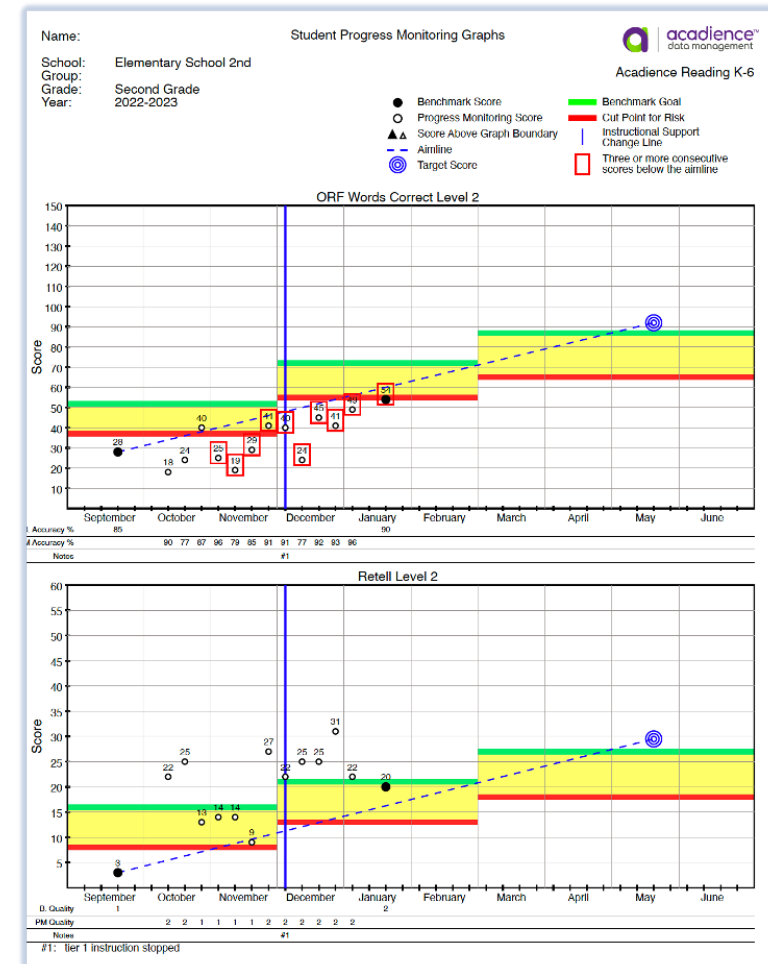 Name:
Student Progress Monitoring Graphs
acadience™
data management
School: Elementary School 2nd
Group:
Grade: Second Grade
Year: 2022-2023
Acadience Reading K-6
Benchmark Score
Progress Monitoring Score
Score Above Graph Boundary
Aimline
Target Score
Benchmark Goal
Cut Point for Risk
Instructional Support
Change Line
Three or more consecutive
scores below the aimline
ORF Words Correct Level 2
150
140
130
120
110
100
90
80
70
60
50
40
30
20
10
Score
28
18
24
40
25
19
29
41
40
24
45
41
49
September October November December January February March April May June
Accuracy % 85 90
Accuracy % 90 77 87 96 79 85 91 91 77 92 93 96
Notes #1
Retell Level 2
60
55
50
45
40
35
30
25
20
15
10
5
Score
3
22
25
13
14
14
9
27
22
25
25
31
22
20
September October November December January February March April May June
D. Quality 1 2
PM Quality 2 2 1 1 1 1 2 2 2 2 2 2
Notes #1
#1: tier 1 instruction stopped